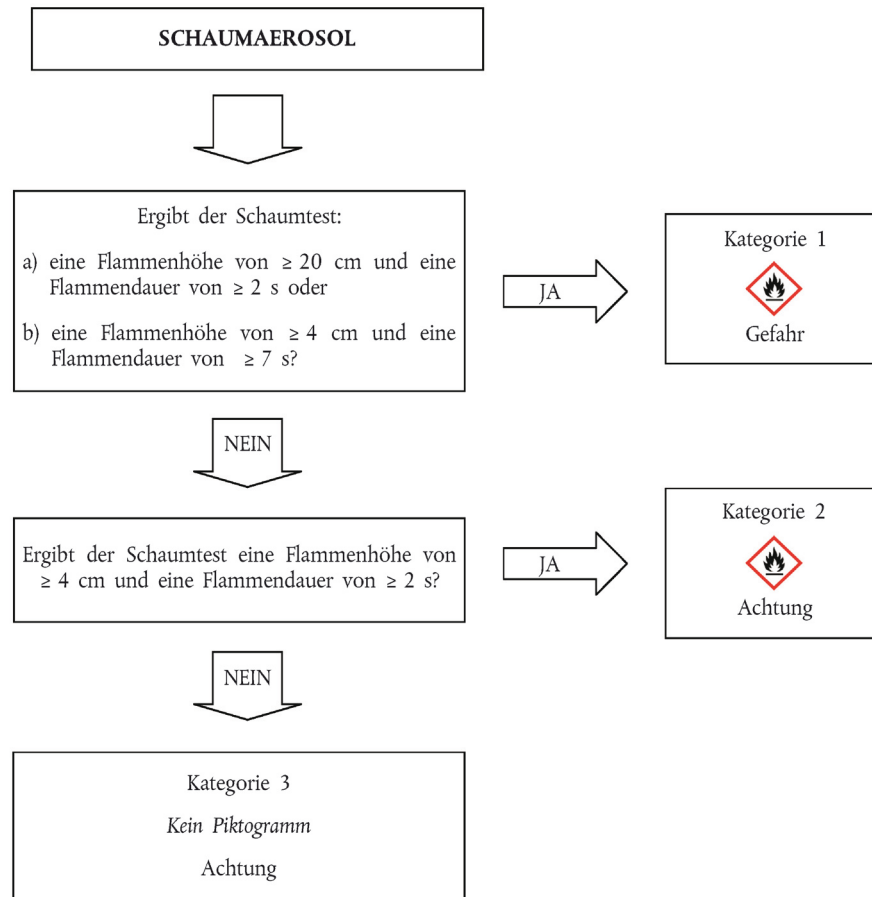 SCHAUMAEROSOL
Ergibt der Schaumtest:
a) eine Flammenhöhe von ≥ 20 cm und eine
Flammendauer von ≥ 2 s oder
b) eine Flammenhöhe von ≥ 4 cm und eine
Flammendauer von ≥ 7 s?
JA
Kategorie 1
Gefahr
NEIN
Ergibt der Schaumtest eine Flammenhöhe von
≥ 4 cm und eine Flammendauer von ≥ 2 s?
JA
Kategorie 2
Achtung
NEIN
Kategorie 3
Kein Piktogramm
Achtung